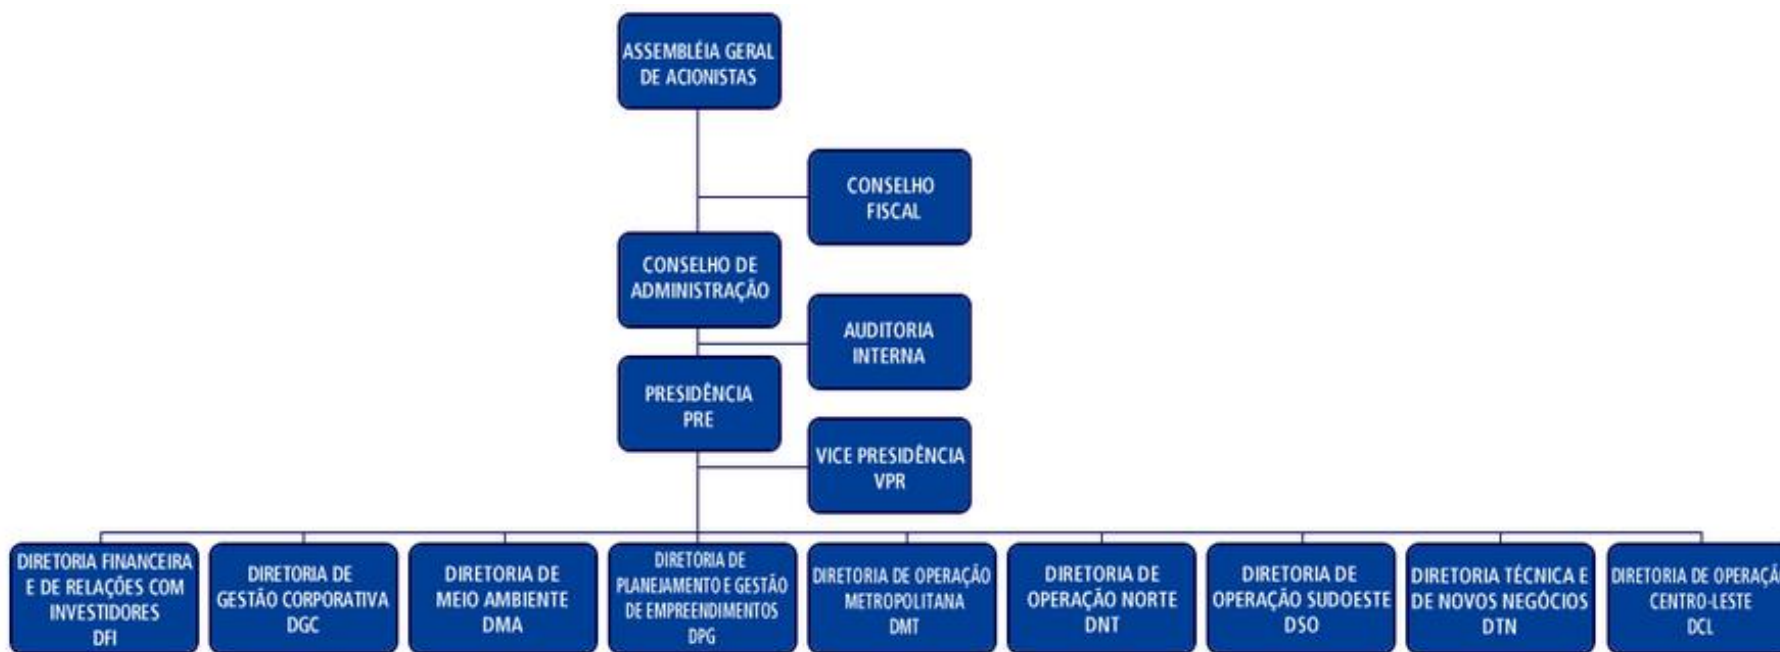 ASSEMBLÉIA GERAL
DE ACIONISTAS
CONSELHO
FISCAL
CONSELHO DE
ADMINISTRAÇÃO
AUDITORIA
INTERNA
PRESIDÊNCIA
PRE
VICE PRESIDÊNCIA
VPR
DIRETORIA FINANCEIRA
E DE RELAÇÕES COM
INVESTIDORES
DFI
DIRETORIA DE
GESTÃO CORPORATIVA
DGC
DIRETORIA DE
MEIO AMBIENTE
DMA
DIRETORIA DE
PLANEJAMENTO E GESTÃO
DE EMPREENDIMENTOS
DPG
DIRETORIA DE OPERAÇÃO
METROPOLITANA
DMT
DIRETORIA DE
OPERAÇÃO NORTE
DNT
DIRETORIA DE
OPERAÇÃO SUDOESTE
DSO
DIRETORIA TÉCNICA E
DE NOVOS NEGÓCIOS
DTN
DIRETORIA DE OPERAÇÃO
CENTRO-LESTE
DCL